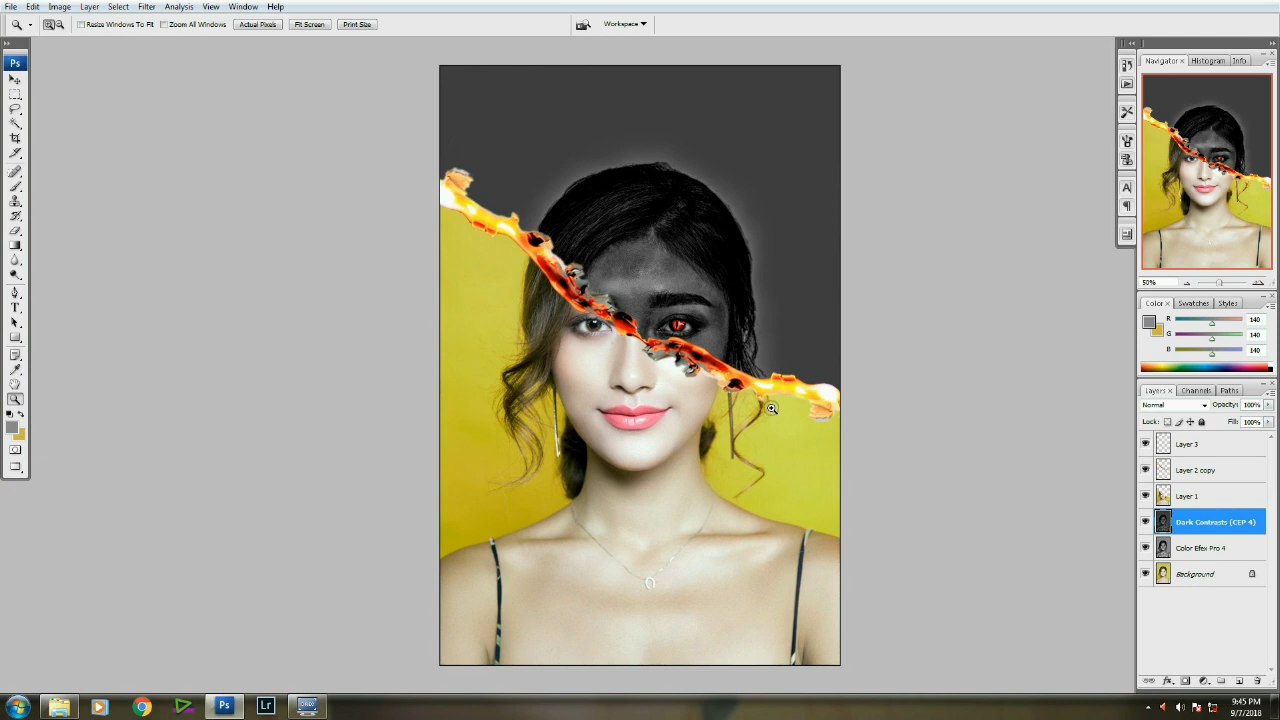 File Edit Image Layer Select Filter Analysis View Window Help
Resize Windows To Fit Zoom All Windows Actual Pixels Fit Screen Print Size Workspace
Ps
Navigator Histogram Info
50%
Color Swatches Styles
R 140
G 140
B 140
Layers Channels Paths
Normal Opacity: 100%
Lock: Fill: 100%
Layer 3
Layer 2 copy
Layer 1
Dark Contrasts (CEP 4)
Color Efex Pro 4
Background
Ps Lr
9:45 PM
9/7/2018